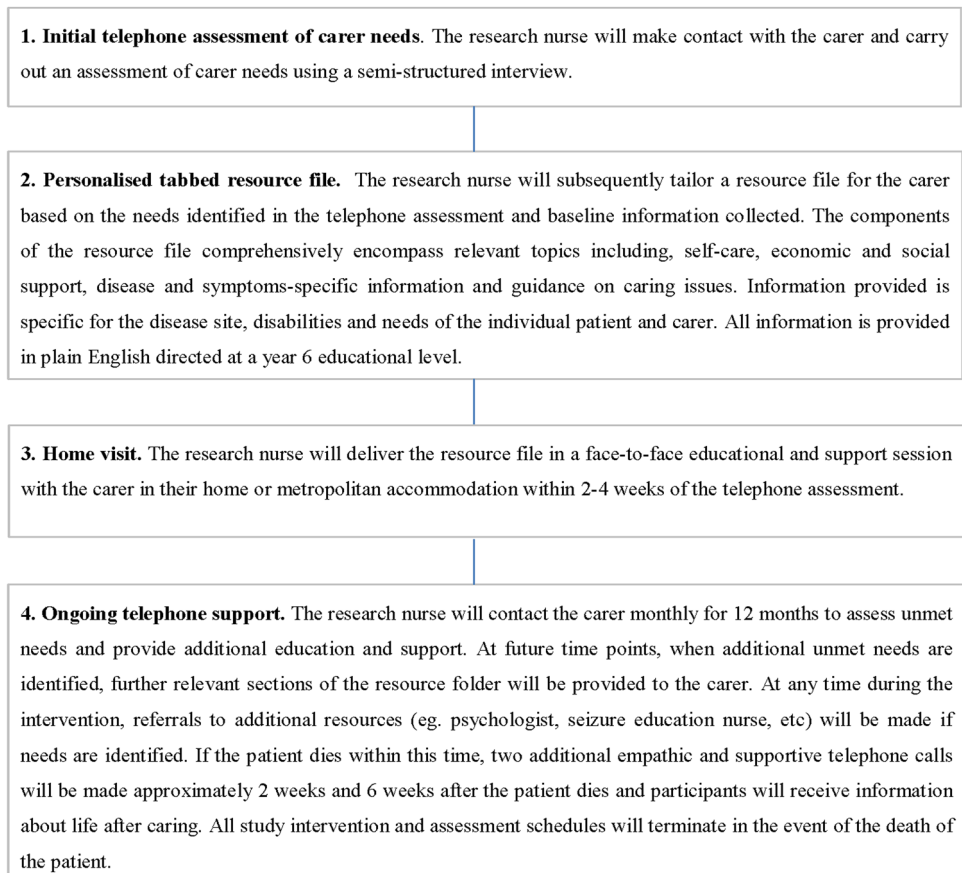 1. Initial telephone assessment of carer needs. The research nurse will make contact with the carer and carry
out an assessment of carer needs using a semi-structured interview.
2. Personalised tabbed resource file. The research nurse will subsequently tailor a resource file for the carer
based on the needs identified in the telephone assessment and baseline information collected. The components
of the resource file comprehensively encompass relevant topics including, self-care, economic and social
support, disease and symptoms-specific information and guidance on caring issues. Information provided is
specific for the disease site, disabilities and needs of the individual patient and carer. All information is provided
in plain English directed at a year 6 educational level.
3. Home visit. The research nurse will deliver the resource file in a face-to-face educational and support session
with the carer in their home or metropolitan accommodation within 2-4 weeks of the telephone assessment.
4. Ongoing telephone support. The research nurse will contact the carer monthly for 12 months to assess unmet
needs and provide additional education and support. At future time points, when additional unmet needs are
identified, further relevant sections of the resource folder will be provided to the carer. At any time during the
intervention, referrals to additional resources (eg. psychologist, seizure education nurse, etc) will be made if
needs are identified. If the patient dies within this time, two additional empathic and supportive telephone calls
will be made approximately 2 weeks and 6 weeks after the patient dies and participants will receive information
about life after caring. All study intervention and assessment schedules will terminate in the event of the death of
the patient.